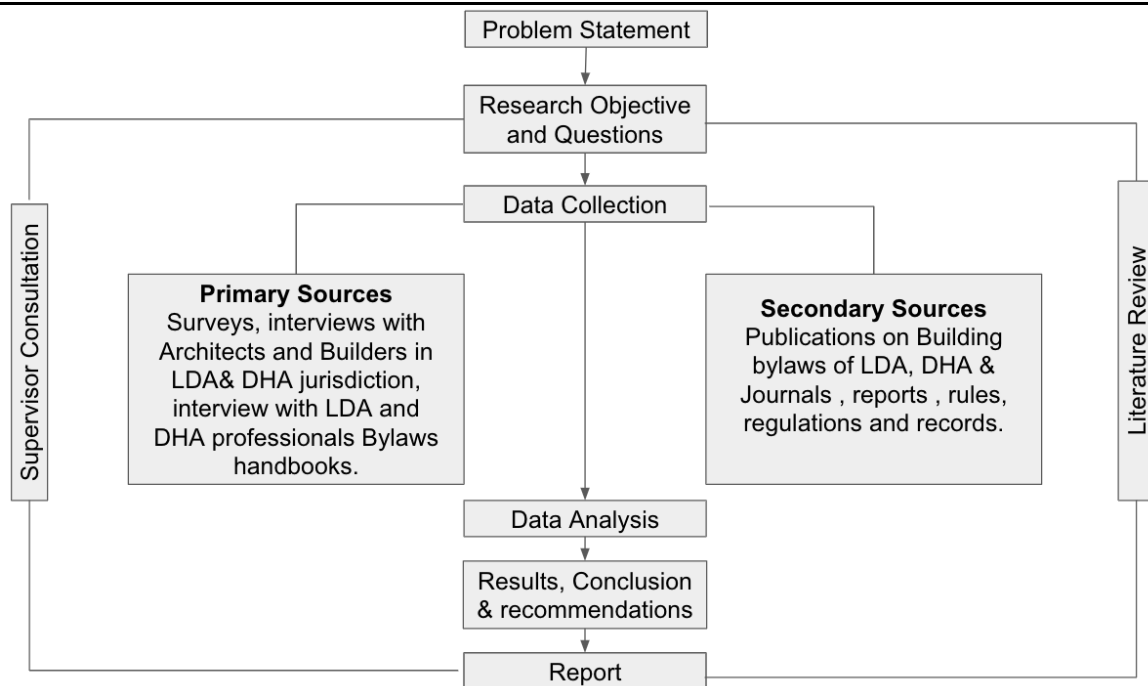 Problem Statement
Research Objective
and Questions
Data Collection
Supervisor Consultation
Primary Sources
Surveys, interviews with
Architects and Builders in
LDA& DHA jurisdiction,
interview with LDA and
DHA professionals Bylaws
handbooks.
Secondary Sources
Publications on Building
bylaws of LDA, DHA &
Journals , reports , rules,
regulations and records.
Literature Review
Data Analysis
Results, Conclusion
& recommendations
Report